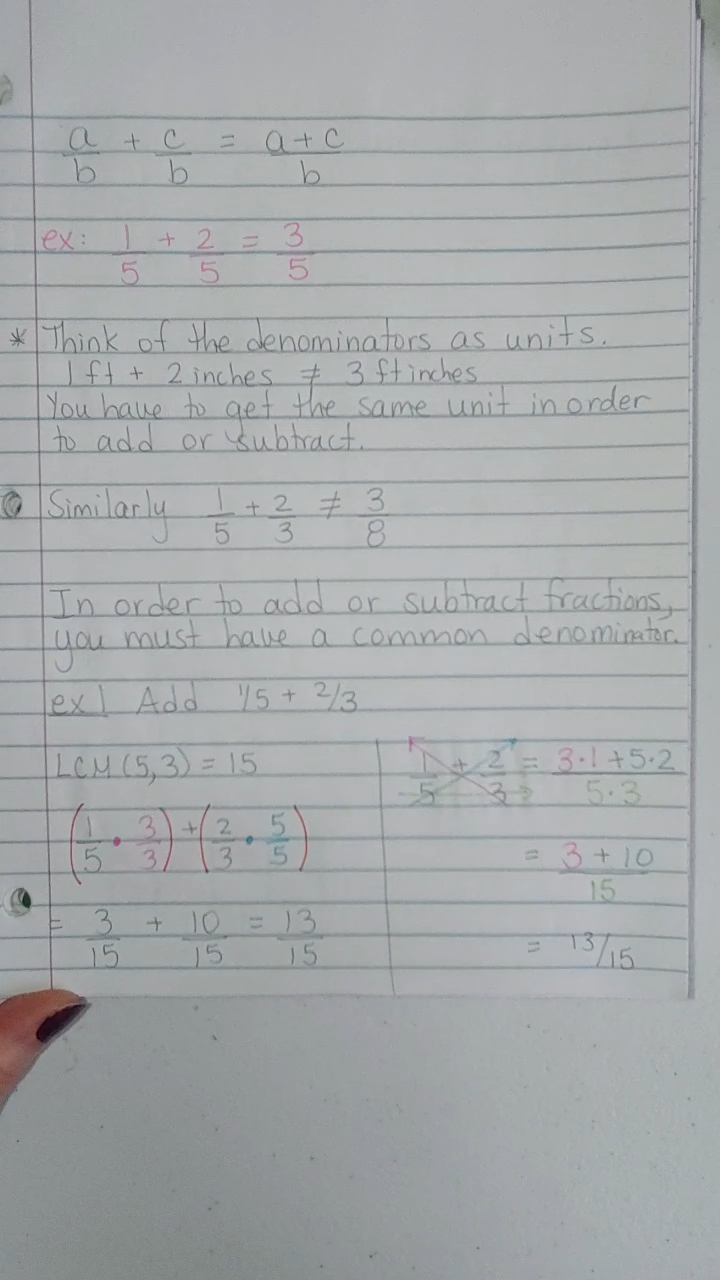 a/b + c/b = a+c/b
ex: 1/5 + 2/5 = 3/5
* Think of the denominators as units.
1 ft + 2 inches ≠ 3 ft inches
You have to get the same unit in order
to add or subtract.
Similarly 1/5 + 2/3 ≠ 3/8
In order to add or subtract fractions,
you must have a common denominator.
ex 1 Add 1/5 + 2/3
LCM (5,3) = 15
(1/5 • 3/3) + (2/3 • 5/5)
= 3/15 + 10/15 = 13/15
1/5 + 2/3 = 3·1 + 5·2/5·3
= 3 + 10/15
= 13/15